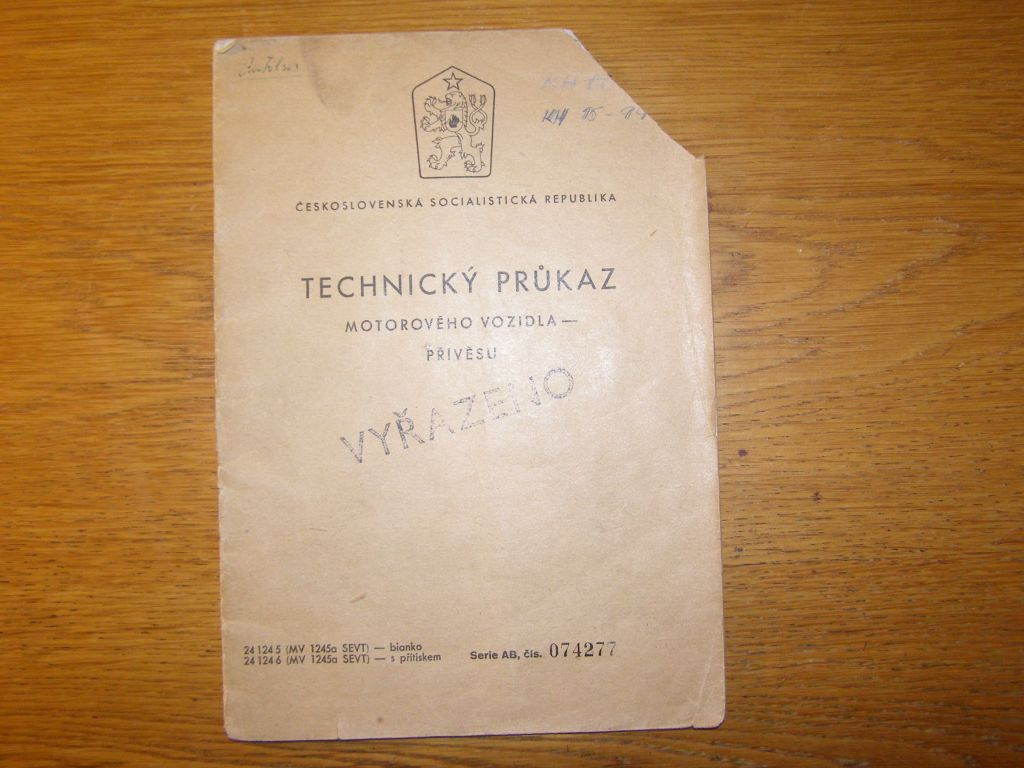 ČESKOSLOVENSKÁ SOCIALISTICKÁ REPUBLIKA
TECHNICKÝ PRŮKAZ
MOTOROVÉHO VOZIDLA —
PŘÍVĚSU
VYŘAZENO
24 124 5 (MV 1245a SEVT) — bianko
24 124 6 (MV 1245a SEVT) — s přítiskem
Serie AB, čís. 074277